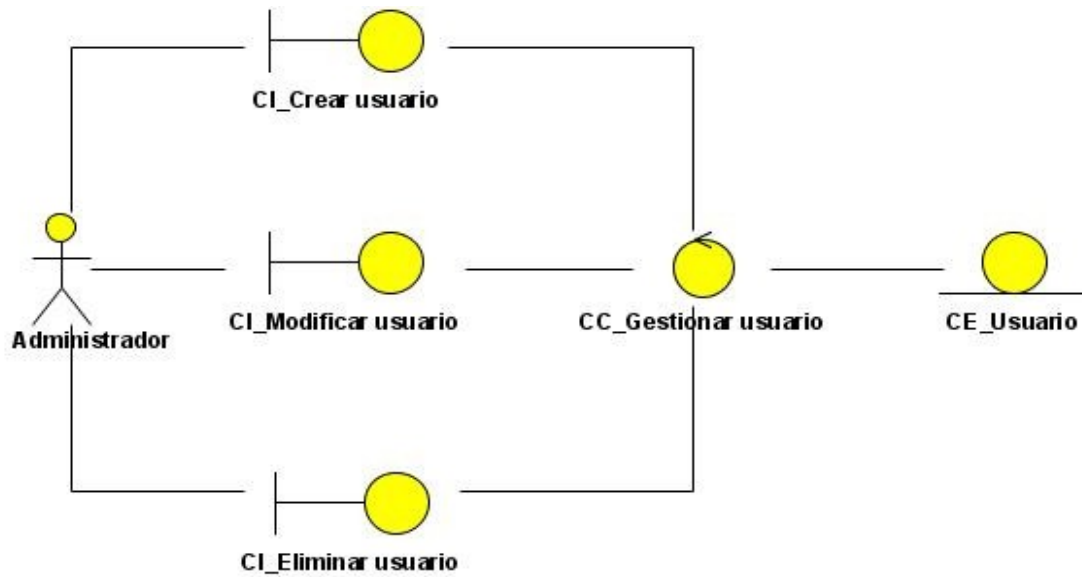 CI_Crear usuario
Administrador
CI_Modificar usuario
CC_Gestionar usuario
CE_Usuario
CI_Eliminar usuario